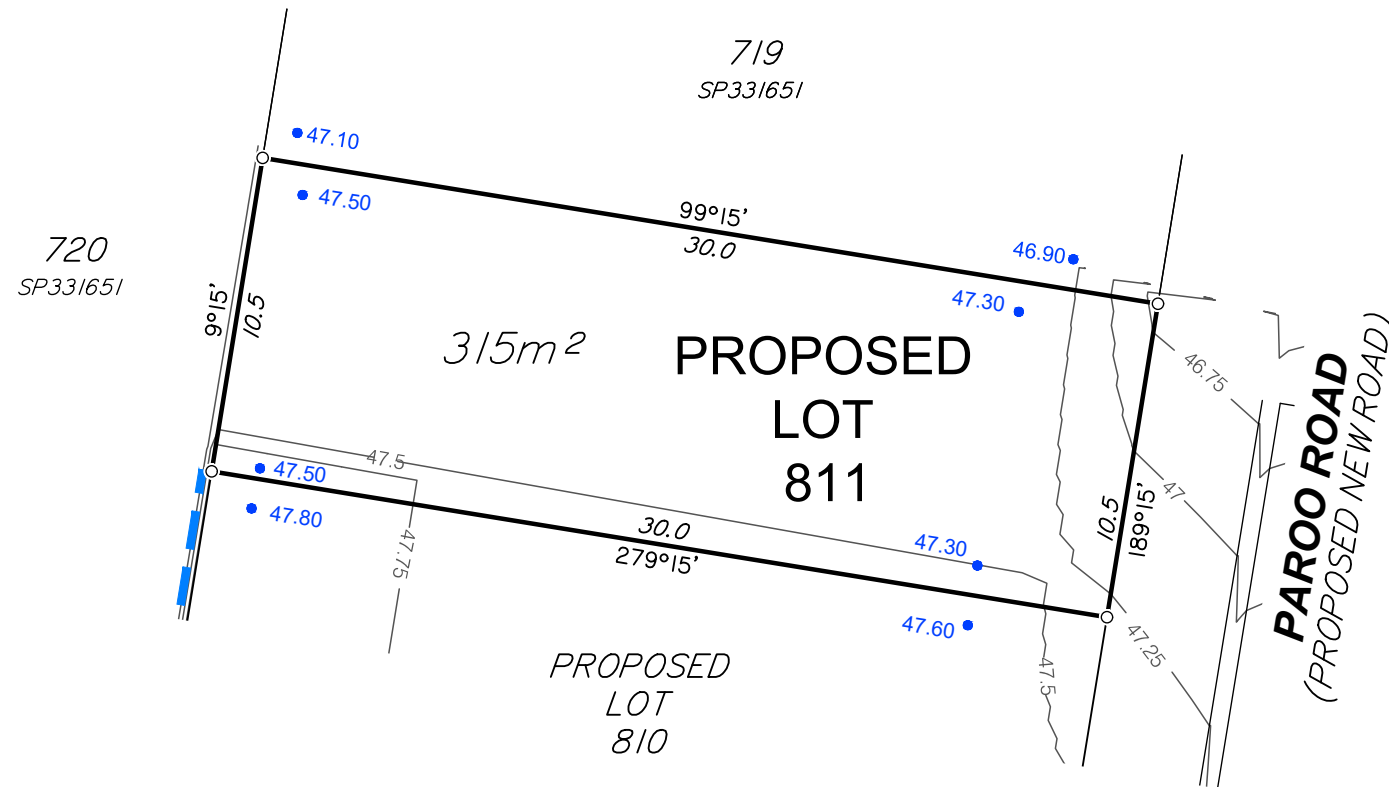 719
SP331651
47.10
47.50
99°15'
30.0
720
SP331651
46.90
47.30
9°15'
10.5
315m²
PROPOSED
LOT
811
46.75
PAROO ROAD
(PROPOSED NEW ROAD)
47.5
47.50
47.80
47
10.5
189°15'
30.0
279°15'
47.30
47.75
47.60
47.25
47.5
PROPOSED
LOT
810